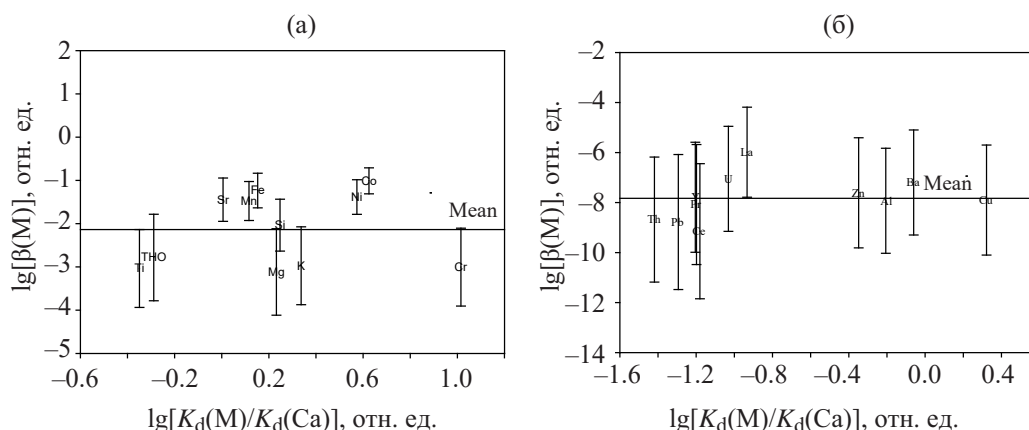 (а)
2
1
0
–1
–2
–3
–4
–5
lg[β(M)], отн. ед.
Sr
Mn
Fe
Si
Ni
Co
Mean
Ti
THO
Mg
K
Cr
–0.6
–0.2
0.2
0.6
1.0
lg[Kd(M)/Kd(Ca)], отн. ед.
(б)
–2
–4
–6
–8
–10
–12
–14
lg[β(M)], отн. ед.
La
U
Zn
Al
Ba
Mean
Cu
Th
Pb
Y
Pr
Ce
–1.6
–1.2
–0.8
–0.4
0.0
0.4
lg[Kd(M)/Kd(Ca)], отн. ед.